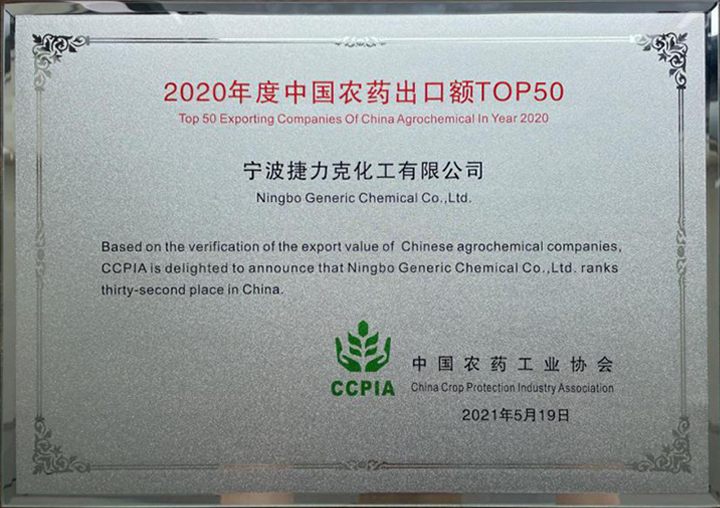 2020年度中国农药出口额TOP50
Top 50 Exporting Companies Of China Agrochemical In Year 2020
宁波捷力克化工有限公司
Ningbo Generic Chemical Co.,Ltd.
Based on the verification of the export value of Chinese agrochemical companies,
CCPIA is delighted to announce that Ningbo Generic Chemical Co.,Ltd. ranks
thirty-second place in China.
CCPIA
中国农药工业协会
China Crop Protection Industry Association
2021年5月19日